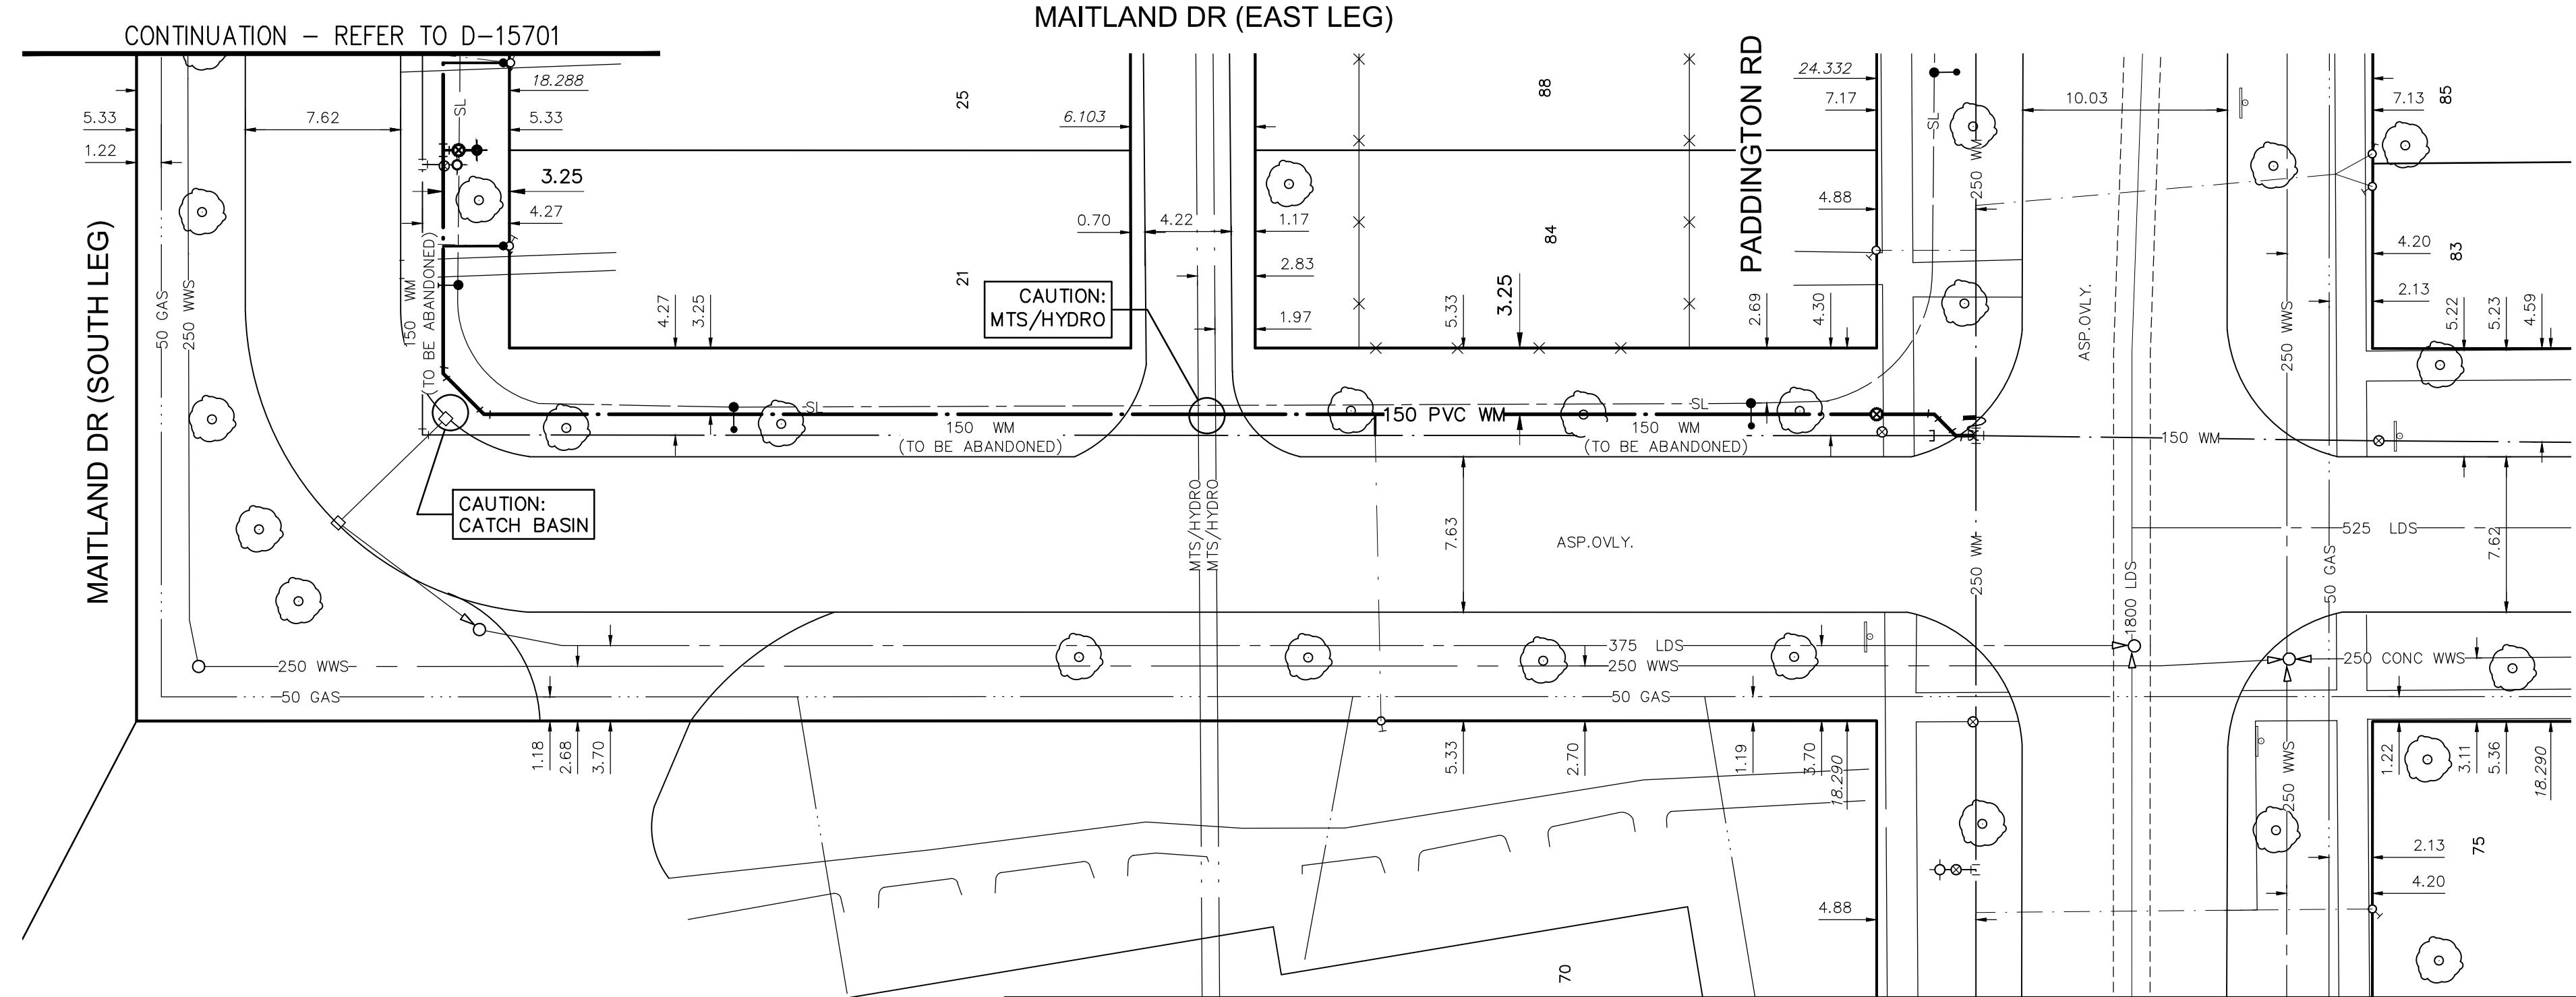 MAITLAND DR (EAST LEG)
CONTINUATION – REFER TO D-15701
MAITLAND DR (SOUTH LEG)
PADDINGTON RD
18.288
5.33
7.62
5.33
1.22
SL
3.25
4.27
25
6.103
88
24.332
7.17
SL
10.03
7.13
85
250 WM
0.70
4.22
1.17
84
4.88
4.20
83
2.83
2.13
1.97
21
CAUTION:
MTS/HYDRO
150 WM
(TO BE ABANDONED)
50 GAS
250 WWS
4.27
3.25
5.33
3.25
2.69
4.30
ASP.OVLY.
250 WWS
5.22
5.23
4.59
SL
150 PVC WM
SL
150 WM
(TO BE ABANDONED)
150 WM
(TO BE ABANDONED)
150 WM
CAUTION:
CATCH BASIN
MTS/HYDRO
MTS/HYDRO
7.63
ASP.OVLY.
250 WM
1800 LDS
50 GAS
525 LDS
7.62
375 LDS
250 WWS
250 WWS
250 CONC WWS
50 GAS
50 GAS
1.18
2.68
3.70
5.33
2.70
1.19
3.70
18.290
250 WWS
1.22
3.11
5.36
18.290
2.13
75
4.20
4.88
70